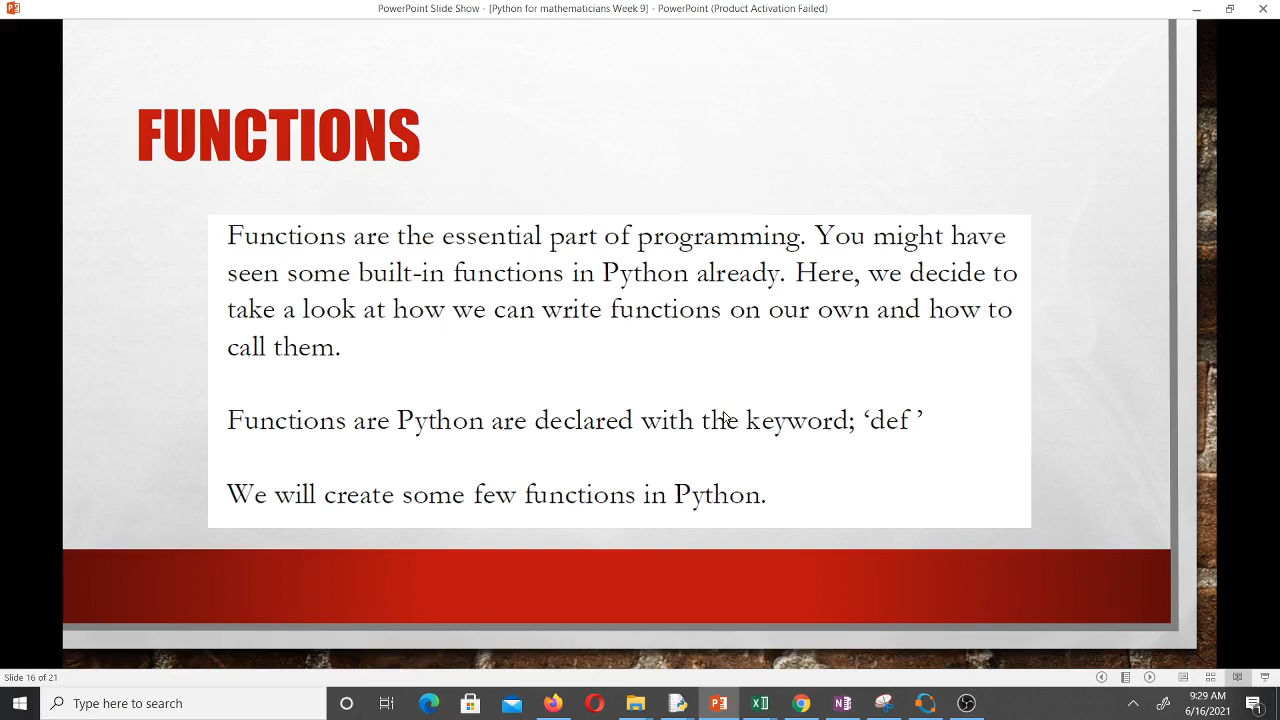 PowerPoint Slide Show - [Python for mathematicians Week 9] - PowerPoint (Product Activation Failed)
FUNCTIONS
Functions are the essential part of programming. You might have
seen some built-in functions in Python already. Here, we decide to
take a look at how we can write functions on our own and how to
call them.
Functions are Python are declared with the keyword; ‘def ’
We will create some few functions in Python.
Slide 16 of 21
Type here to search
9:29 AM
6/16/2021
1